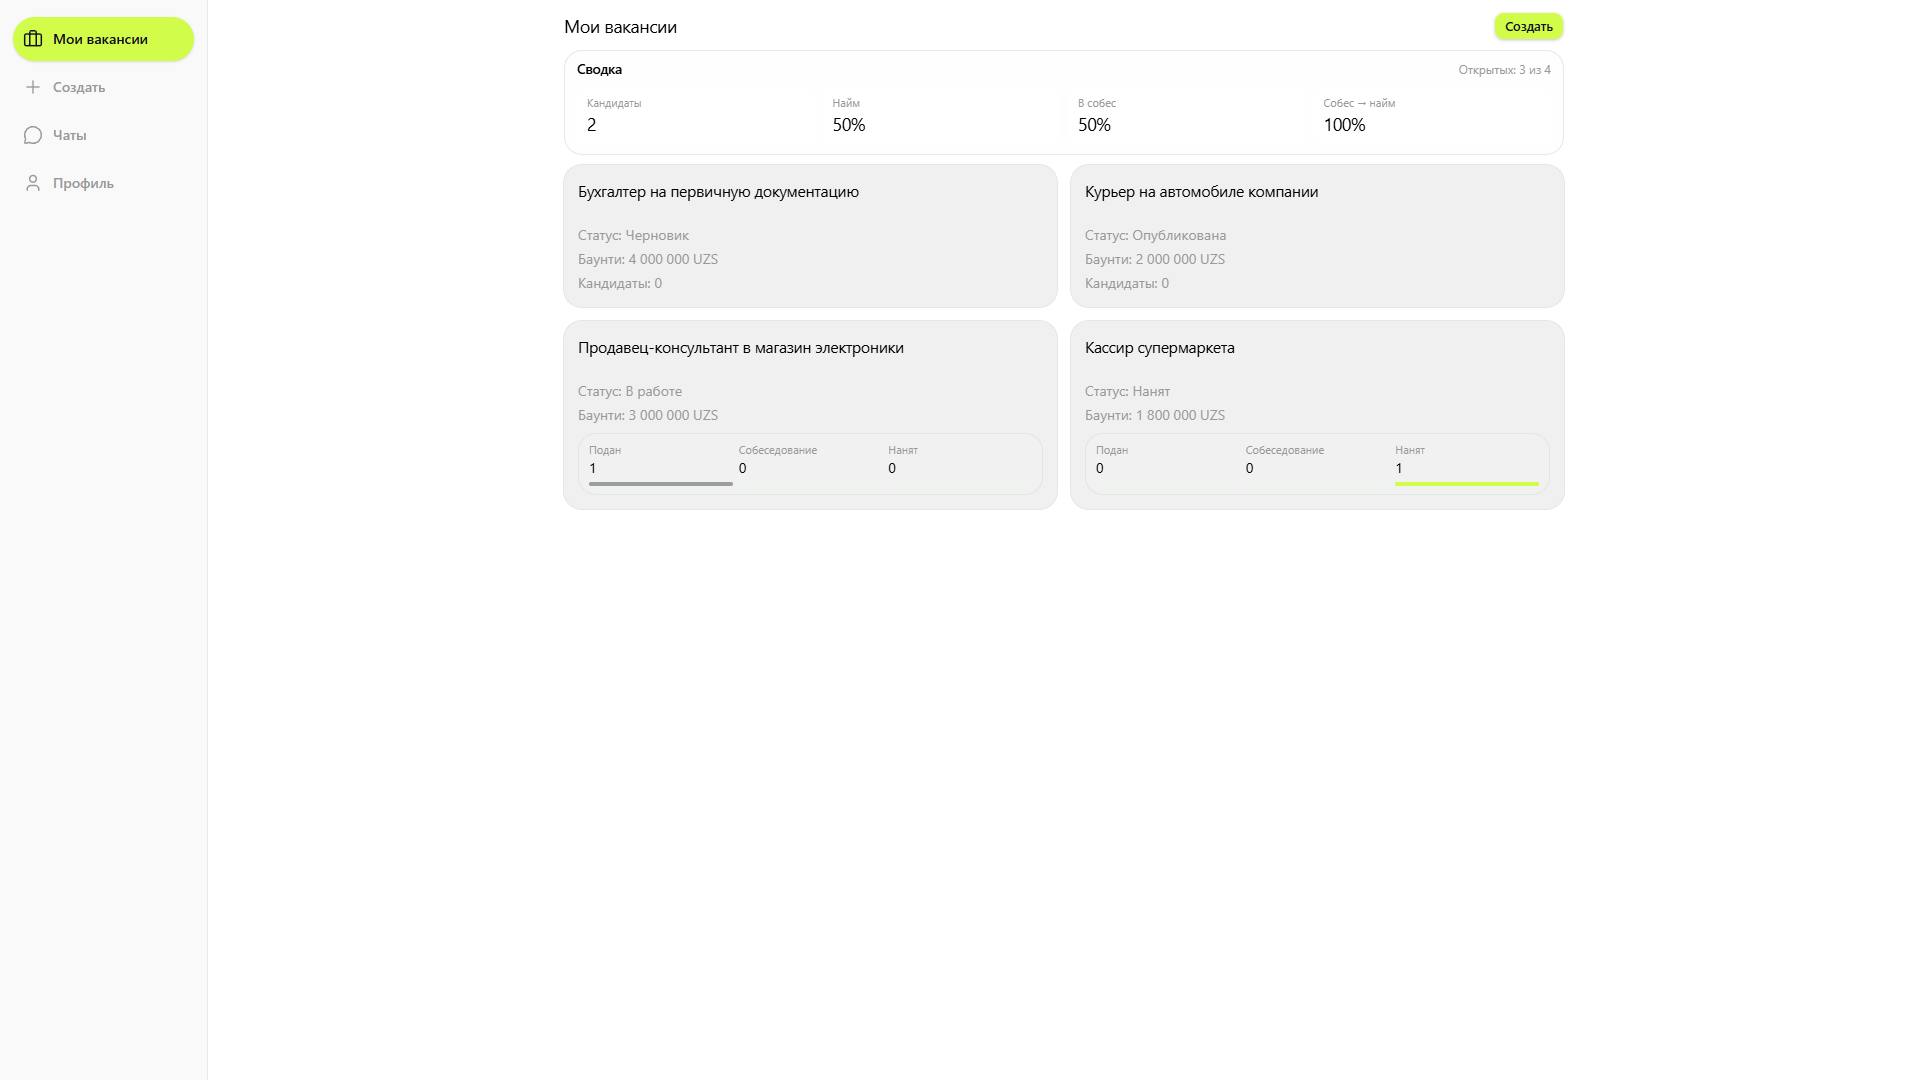 Мои вакансии
Создать
Чаты
Профиль
Мои вакансии
Создать
Сводка
Открытых: 3 из 4
Кандидаты
2
Найм
50%
В собес
50%
Собес → найм
100%
Бухгалтер на первичную документацию
Статус: Черновик
Баунти: 4 000 000 UZS
Кандидаты: 0
Курьер на автомобиле компании
Статус: Опубликована
Баунти: 2 000 000 UZS
Кандидаты: 0
Продавец-консультант в магазин электроники
Статус: В работе
Баунти: 3 000 000 UZS
Подан
1
Собеседование
0
Нанят
0
Кассир супермаркета
Статус: Нанят
Баунти: 1 800 000 UZS
Подан
0
Собеседование
0
Нанят
1